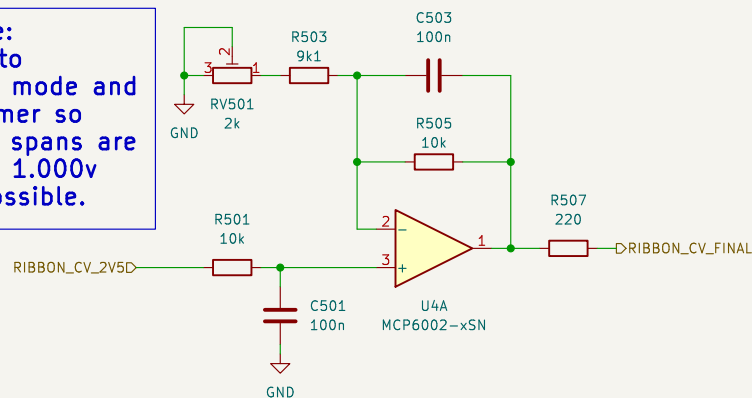 e:
to
mode and
mer so
spans are
1.000v
ossible.
C503
100n
R503
9k1
2
3
1
RV501
2k
GND
R505
10k
R501
10k
RIBBON_CV_2V5
2
3
1
−
+
U4A
MCP6002-xSN
R507
220
RIBBON_CV_FINAL
C501
100n
GND